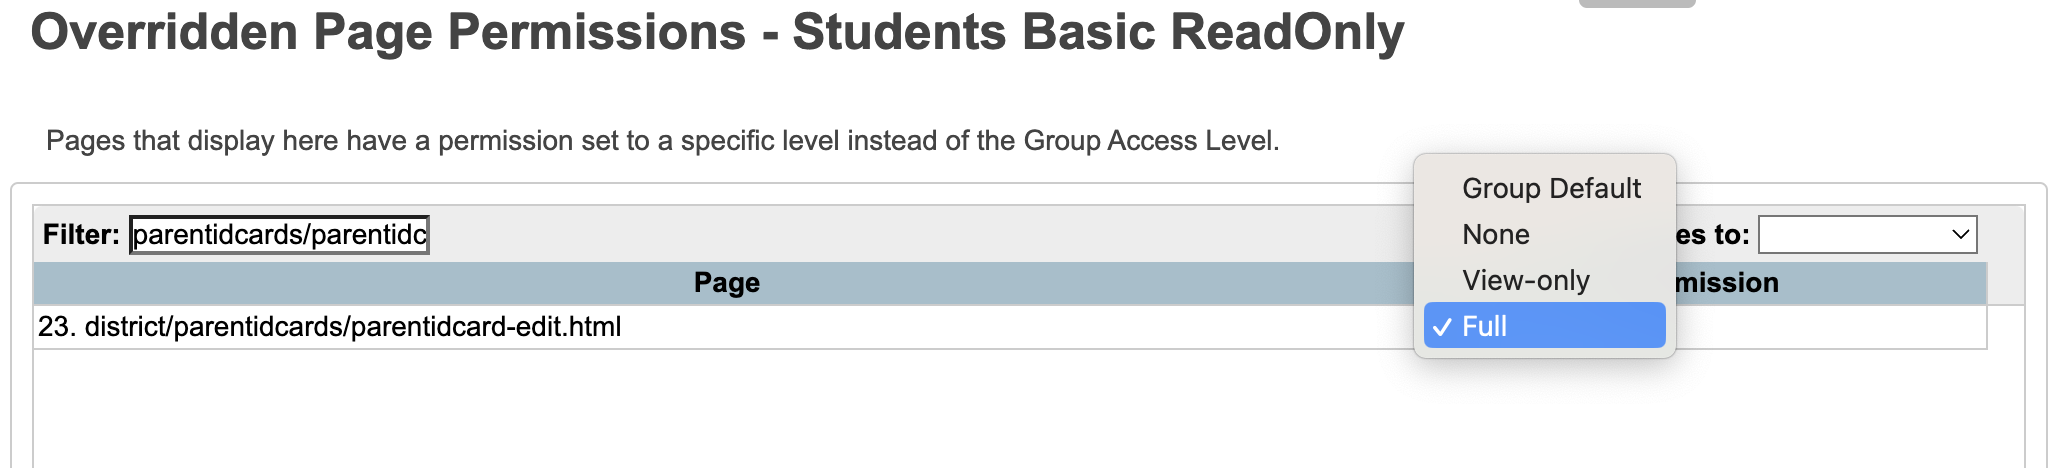 Overridden Page Permissions - Students Basic ReadOnly
Pages that display here have a permission set to a specific level instead of the Group Access Level.
Group Default
Filter: parentidcards/parentidc
None
es to:
Page
View-only
mission
23. district/parentidcards/parentidcard-edit.html
✓ Full